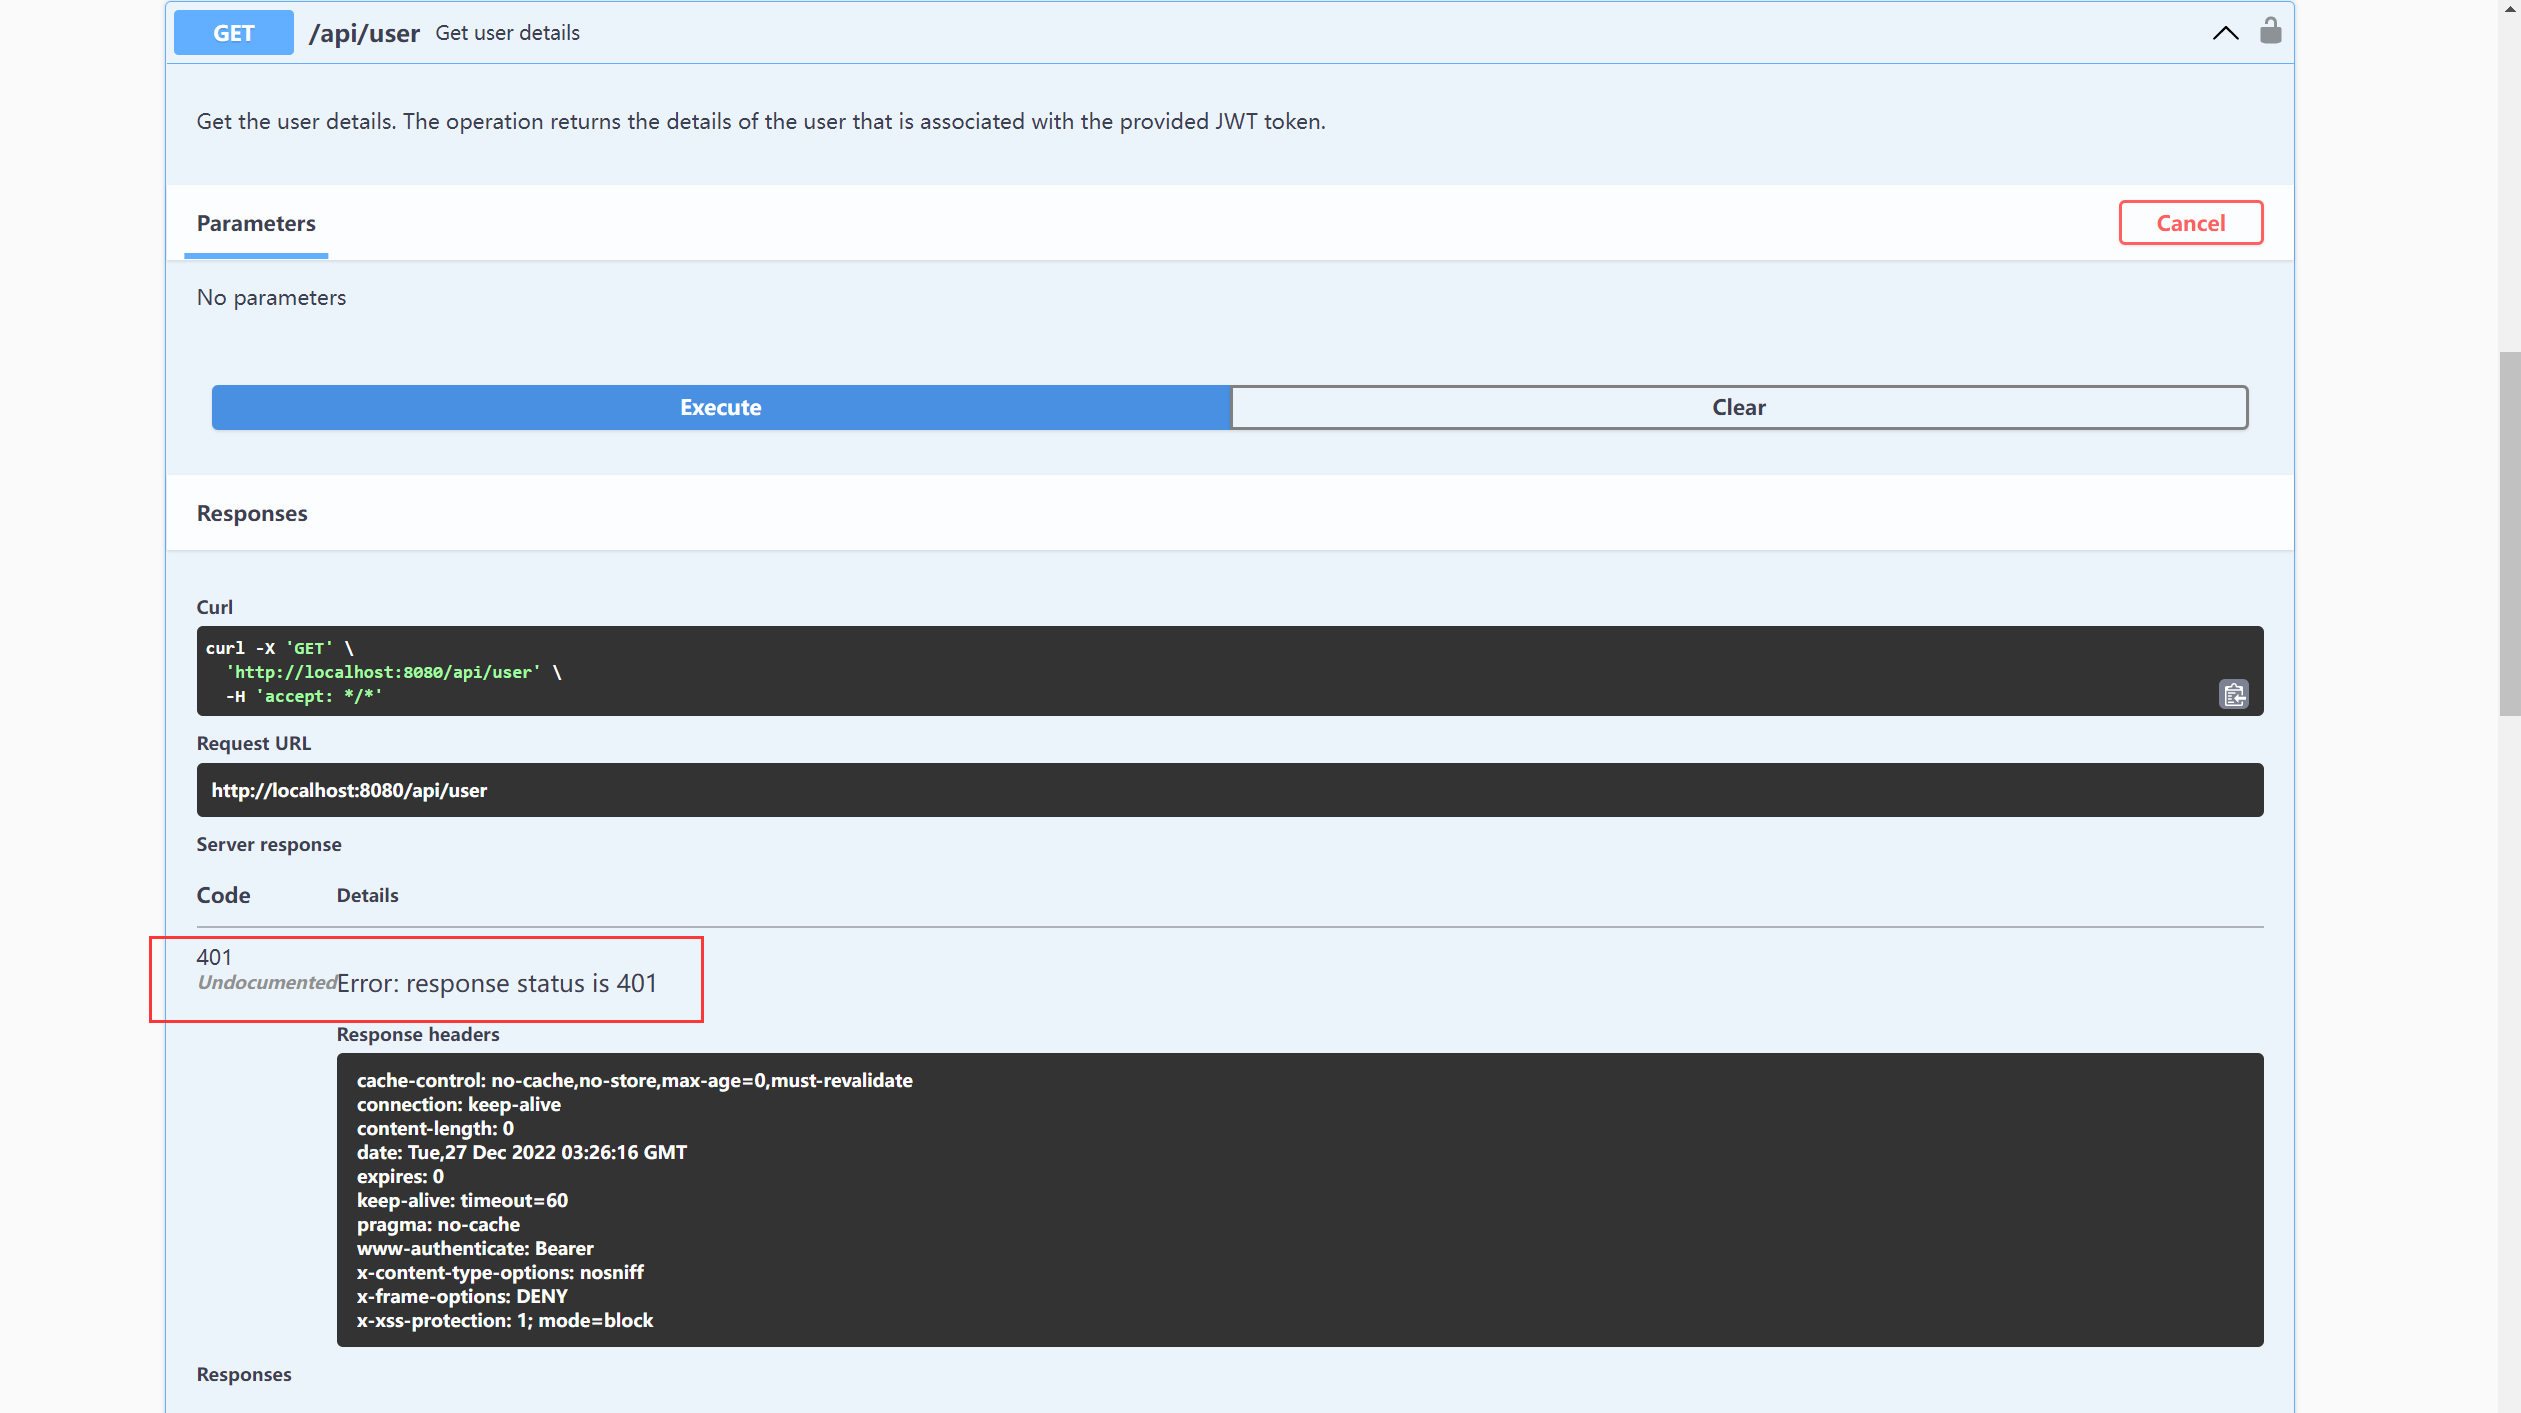 GET /api/user Get user details
Get the user details. The operation returns the details of the user that is associated with the provided JWT token.
Parameters Cancel
No parameters
Execute Clear
Responses
Curl
curl -X 'GET' \
'http://localhost:8080/api/user' \
-H 'accept: */*'
Request URL
http://localhost:8080/api/user
Server response
Code Details
401
Undocumented Error: response status is 401
Response headers
cache-control: no-cache,no-store,max-age=0,must-revalidate
connection: keep-alive
content-length: 0
date: Tue,27 Dec 2022 03:26:16 GMT
expires: 0
keep-alive: timeout=60
pragma: no-cache
www-authenticate: Bearer
x-content-type-options: nosniff
x-frame-options: DENY
x-xss-protection: 1; mode=block
Responses